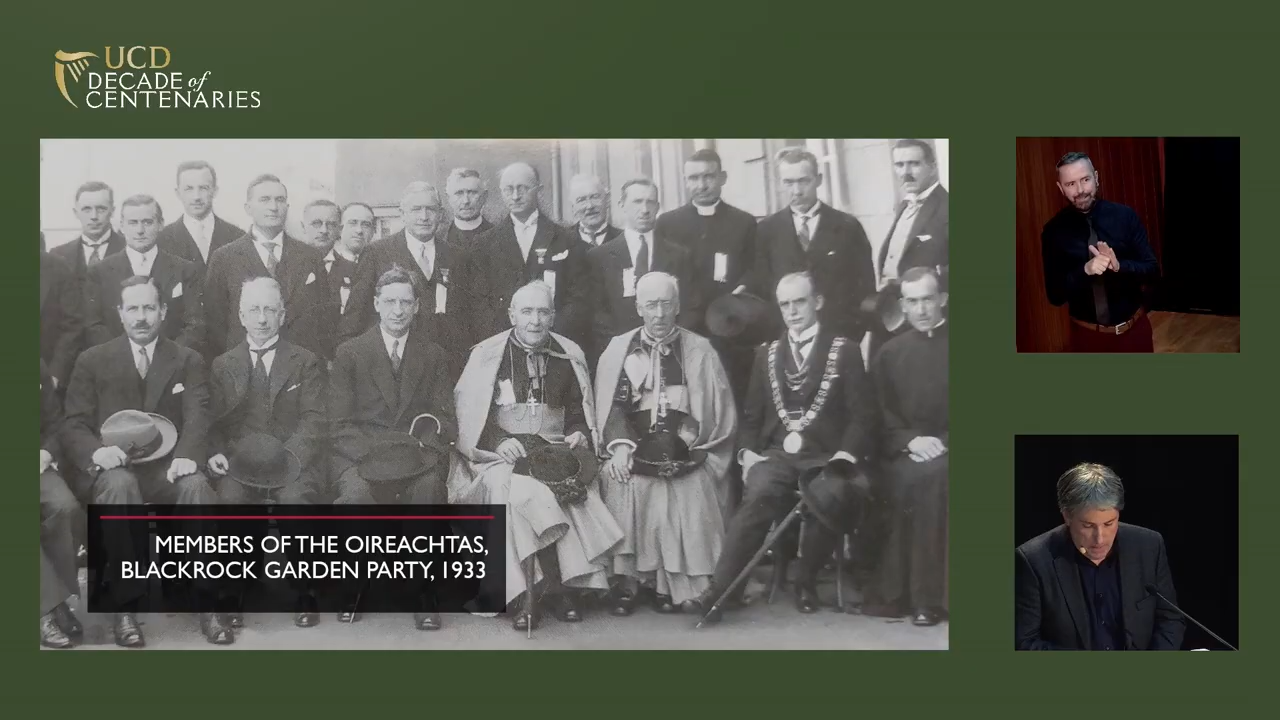 UCD
DECADE of
CENTENARIES
MEMBERS OF THE OIREACHTAS,
BLACKROCK GARDEN PARTY, 1933